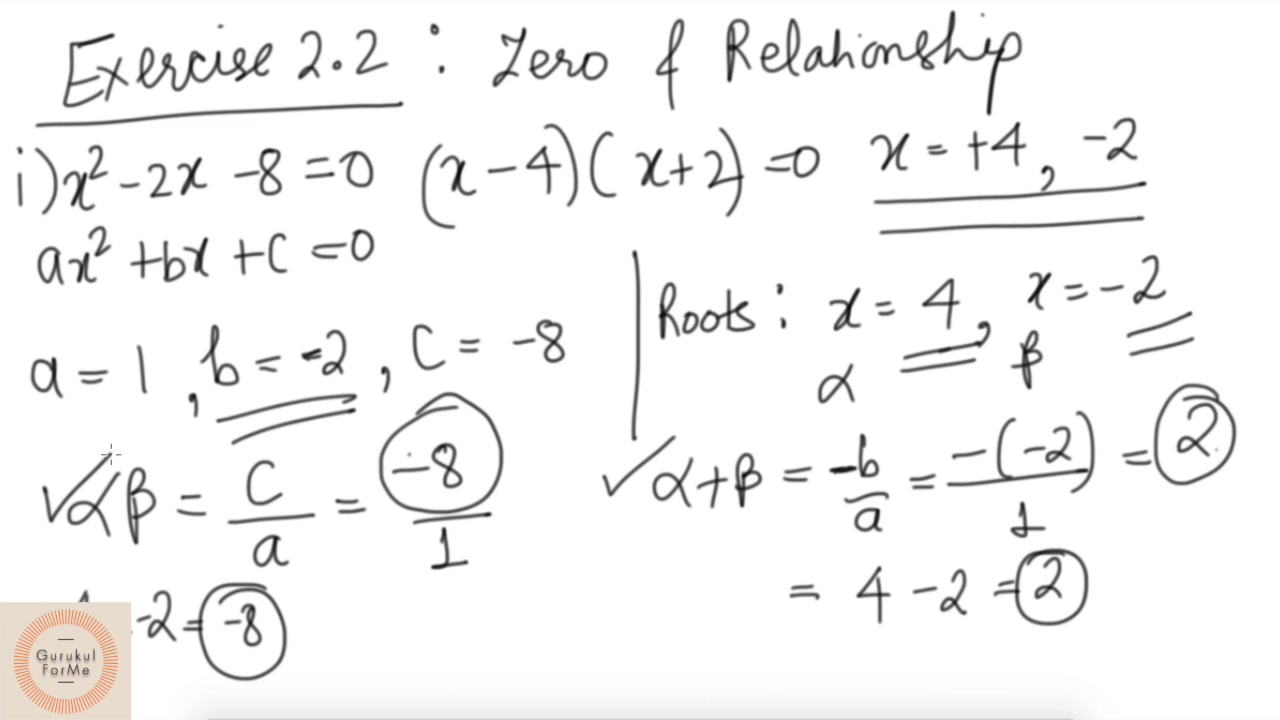 Exercise 2.2 : Zero & Relationship
i) x² - 2x - 8 = 0 (x - 4)(x + 2) = 0 x = +4, -2
ax² + bx + c = 0
a = 1, b = -2, c = -8
αβ = c/a = -8/1
-2 = -8
Roots: x = 4, x = -2
α β
α + β = -b/a = -(-2)/1 = 2
= 4 - 2 = 2
Gurukul
ForMe